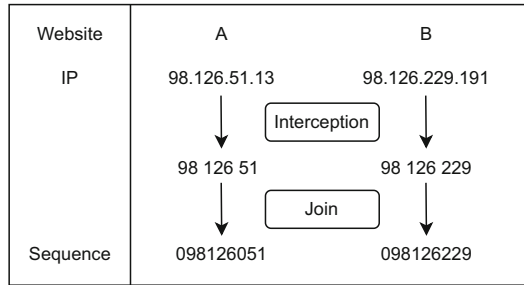 Website A B
IP 98.126.51.13 98.126.229.191
Interception
98 126 51 98 126 229
Join
Sequence 098126051 098126229